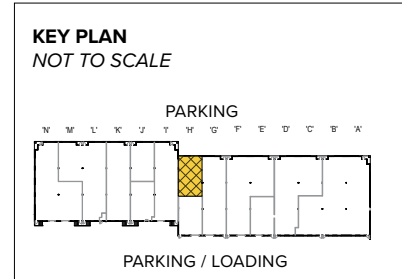 KEY PLAN
NOT TO SCALE
PARKING
'N' 'M' 'L' 'K' 'J' 'I' 'H' 'G' 'F' 'E' 'D' 'C' 'B' 'A'
PARKING / LOADING